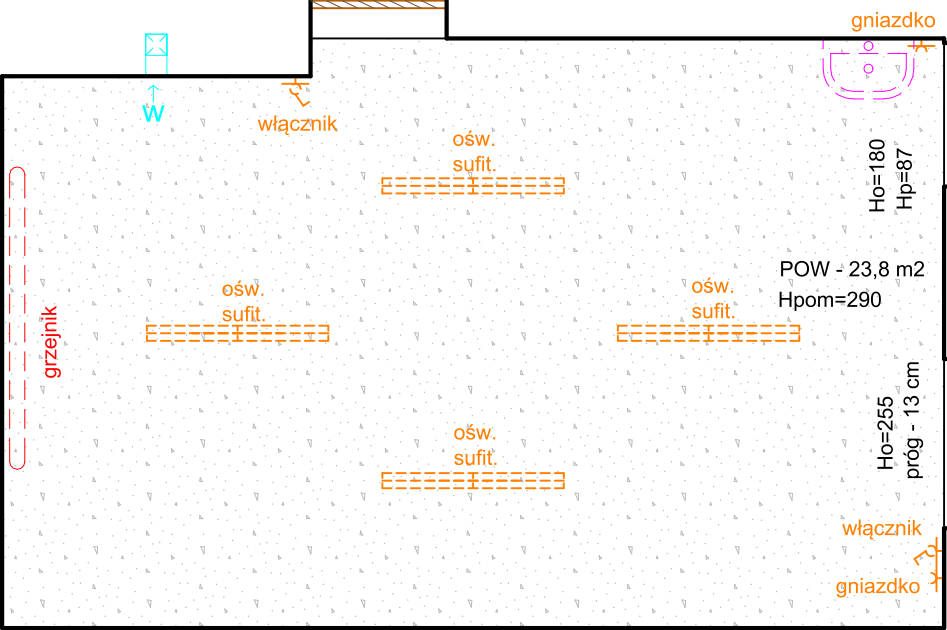 gniazdko
W
włącznik
ośw.
sufit.
Ho=180
Hp=87
POW - 23,8 m2
Hpom=290
ośw.
sufit.
ośw.
sufit.
grzejnik
Ho=255
próg - 13 cm
ośw.
sufit.
włącznik
gniazdko